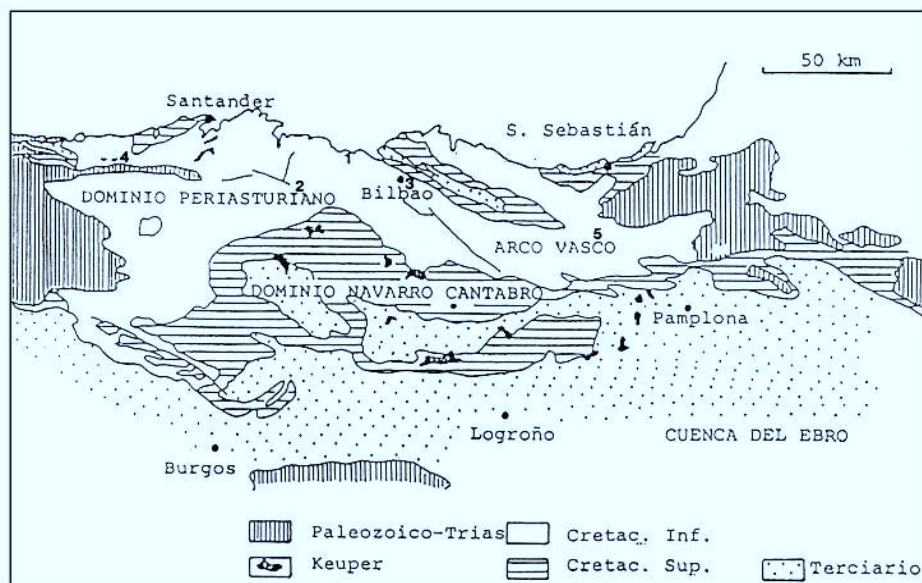 50 km
Santander
S. Sebastián
4
1
DOMINIO PERIASTURIANO
2
3
Bilbao
5
ARCO VASCO
DOMINIO NAVARRO CANTABRO
Pamplona
Logroño
CUENCA DEL EBRO
Burgos
Paleozoico-Trias
Cretac. Inf.
Keuper
Cretac. Sup.
Terciario